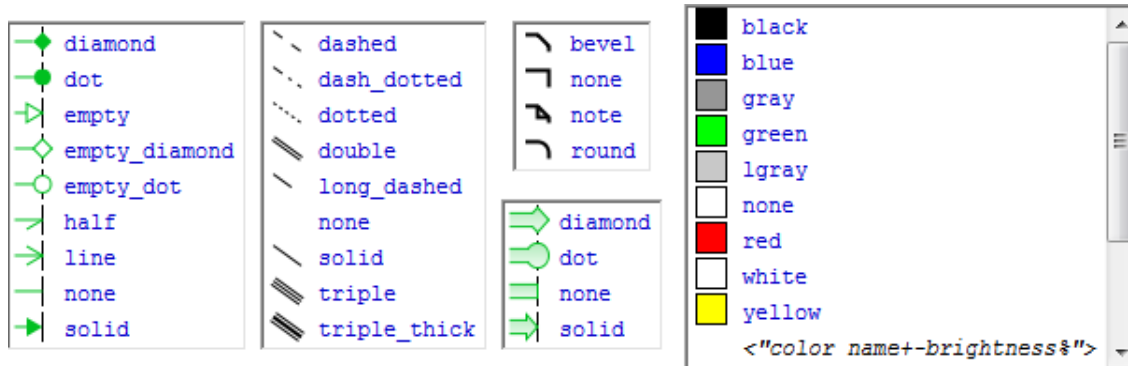 diamond
dot
empty
empty_diamond
empty_dot
half
line
none
solid
dashed
dash_dotted
dotted
double
long_dashed
none
solid
triple
triple_thick
bevel
none
note
round
diamond
dot
none
solid
black
blue
gray
green
lgray
none
red
white
yellow
<"color name+-brightness%">